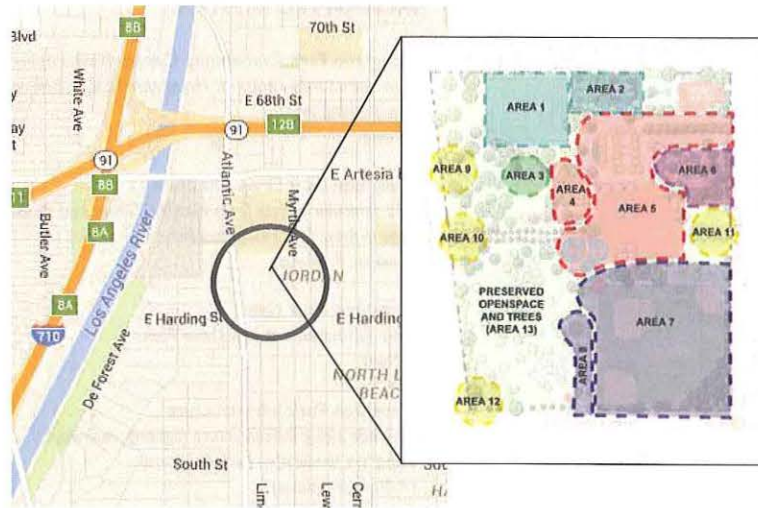 Blvd
70th St
8B
White Ave
E 68th St
91
12B
91
8B
Atlantic Ave
E Artesia
Butler Ave
8A
Myrtle Ave
Los Angeles River
JORDAN
8A
E Harding St
E Harding
710
De Forest Ave
NORTH L
BEAC
South St
Lime
Lew
Cerr
AREA 1
AREA 2
AREA 3
AREA 4
AREA 5
AREA 6
AREA 9
AREA 10
AREA 11
PRESERVED
OPENSPACE
AND TREES
(AREA 13)
AREA 7
AREA 8
AREA 12